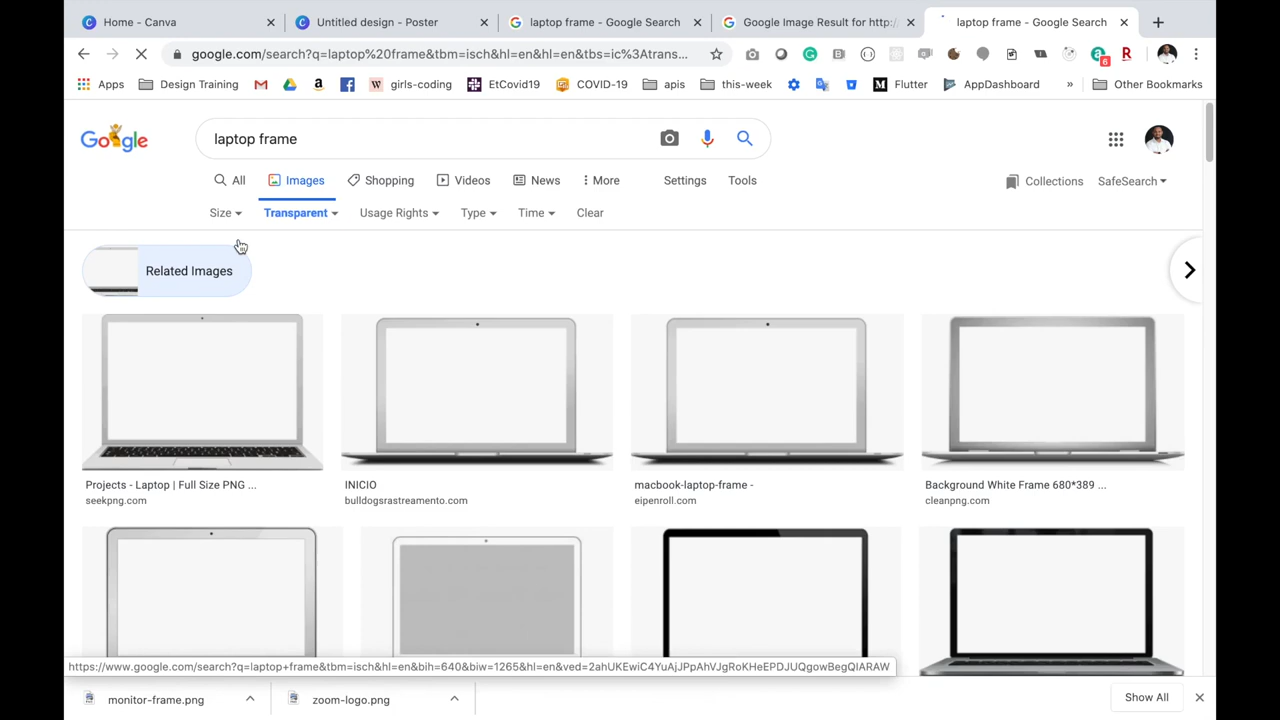 Home - Canva
Untitled design - Poster
laptop frame - Google Search
Google Image Result for http:/
laptop frame - Google Search
google.com/search?q=laptop%20frame&tbm=isch&hl=en&hl=en&tbs=ic%3Atrans...
6
Apps
Design Training
girls-coding
EtCovid19
COVID-19
apis
this-week
Flutter
AppDashboard
»
Other Bookmarks
Google
laptop frame
All
Images
Shopping
Videos
News
More
Settings
Tools
Collections
SafeSearch
Size
Transparent
Usage Rights
Type
Time
Clear
Related Images
Projects - Laptop | Full Size PNG ...
seekpng.com
INICIO
bulldogsrastreamento.com
macbook-laptop-frame -
eipenroll.com
Background White Frame 680*389 ...
cleanpng.com
https://www.google.com/search?q=laptop+frame&tbm=isch&hl=en&bih=640&biw=1265&hl=en&ved=2ahUKEwiC4YuAjJPpAhVJgRoKHeEPDJUQgowBegQIARAW
monitor-frame.png
zoom-logo.png
Show All